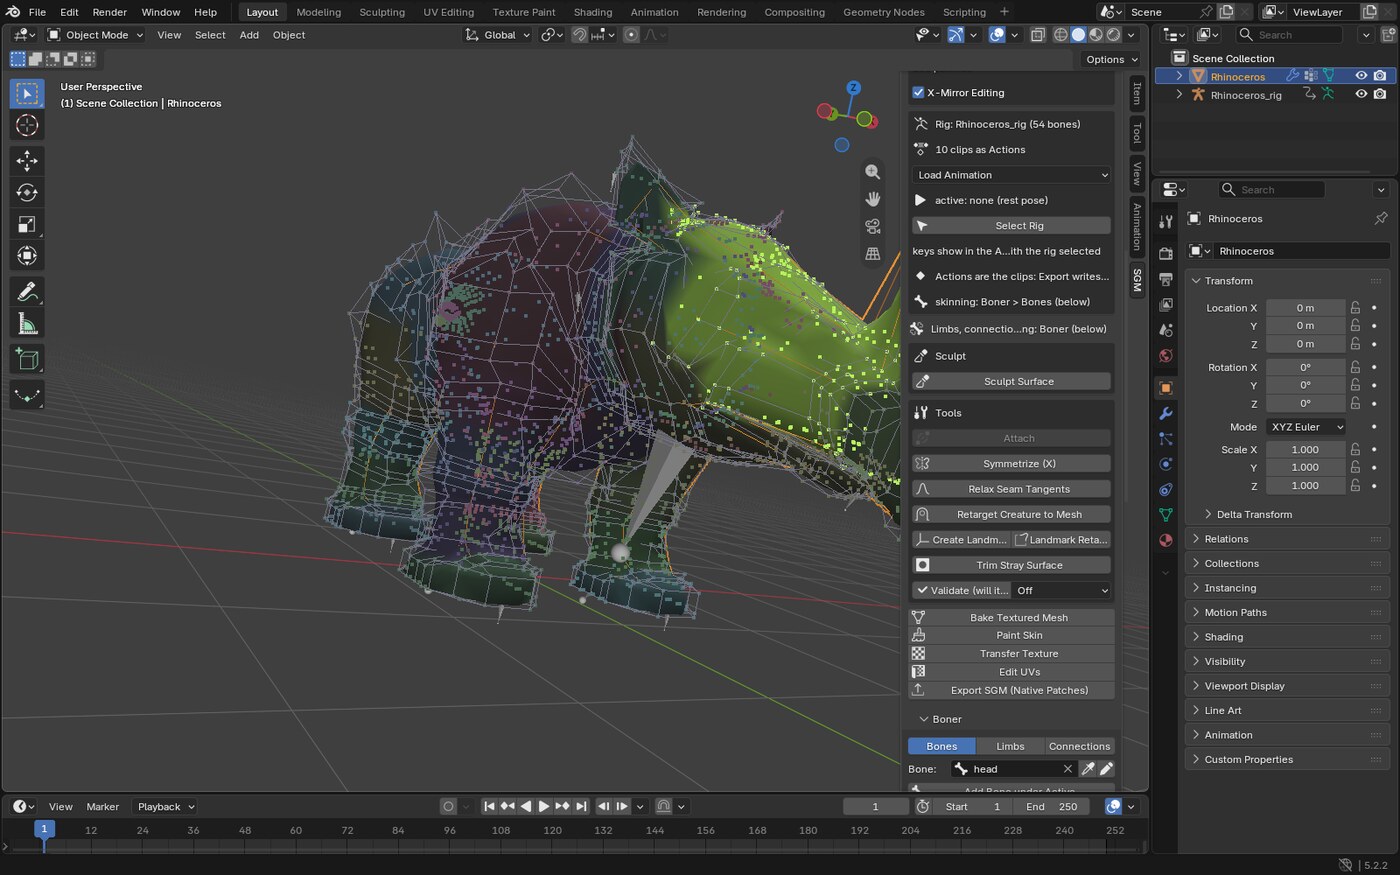 File Edit Render Window Help Layout Modeling Sculpting UV Editing Texture Paint Shading Animation Rendering Compositing Geometry Nodes Scripting Scene ViewLayer
Object Mode View Select Add Object Global
Options
User Perspective
(1) Scene Collection | Rhinoceros
Z
X-Mirror Editing
Rig: Rhinoceros_rig (54 bones)
10 clips as Actions
Load Animation
active: none (rest pose)
Select Rig
keys show in the A...ith the rig selected
Actions are the clips: Export writes...
skinning: Boner > Bones (below)
Limbs, connectio...ng: Boner (below)
Sculpt
Sculpt Surface
Tools
Attach
Symmetrize (X)
Relax Seam Tangents
Retarget Creature to Mesh
Create Landm... Landmark Reta...
Trim Stray Surface
Validate (will it... Off
Bake Textured Mesh
Paint Skin
Transfer Texture
Edit UVs
Export SGM (Native Patches)
Boner
Bones Limbs Connections
Bone: head
Add Bone under Active
Item
Tool
View
Animation
SGM
Search
Scene Collection
Rhinoceros
Rhinoceros_rig
Search
Rhinoceros
Rhinoceros
Transform
Location X 0 m
Y 0 m
Z 0 m
Rotation X 0°
Y 0°
Z 0°
Mode XYZ Euler
Scale X 1.000
Y 1.000
Z 1.000
Delta Transform
Relations
Collections
Instancing
Motion Paths
Shading
Visibility
Viewport Display
Line Art
Animation
Custom Properties
View Marker Playback 1 Start 1 End 250
1 12 24 36 48 60 72 84 96 108 120 132 144 156 168 180 192 204 216 228 240 252
5.2.2